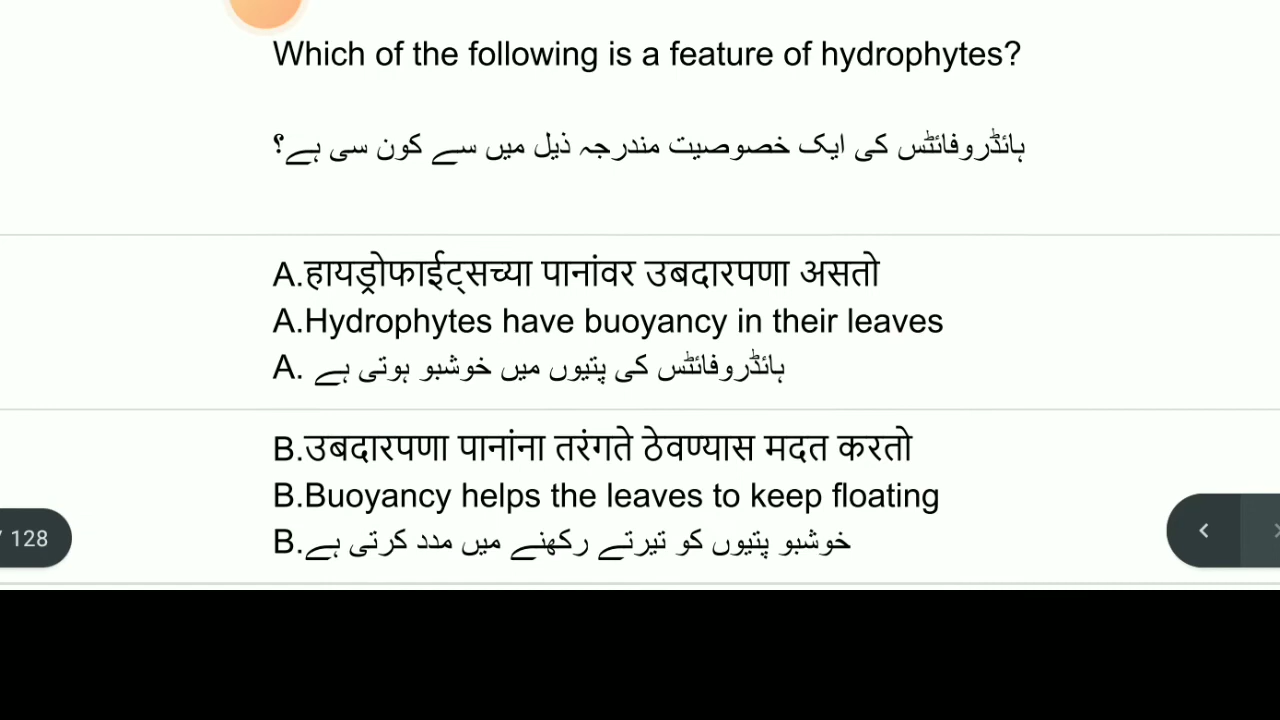 Which of the following is a feature of hydrophytes?
ہائڈروفائٹس کی ایک خصوصیت مندرجہ ذیل میں سے کون سی ہے؟
A.हायड्रोफाईट्सच्या पानांवर उबदारपणा असतो
A.Hydrophytes have buoyancy in their leaves
A. ہائڈروفائٹس کی پتیوں میں خوشبو ہوتی ہے
B.उबदारपणा पानांना तरंगते ठेवण्यास मदत करतो
B.Buoyancy helps the leaves to keep floating
B.خوشبو پتیوں کو تیرتے رکھنے میں مدد کرتی ہے
/ 128